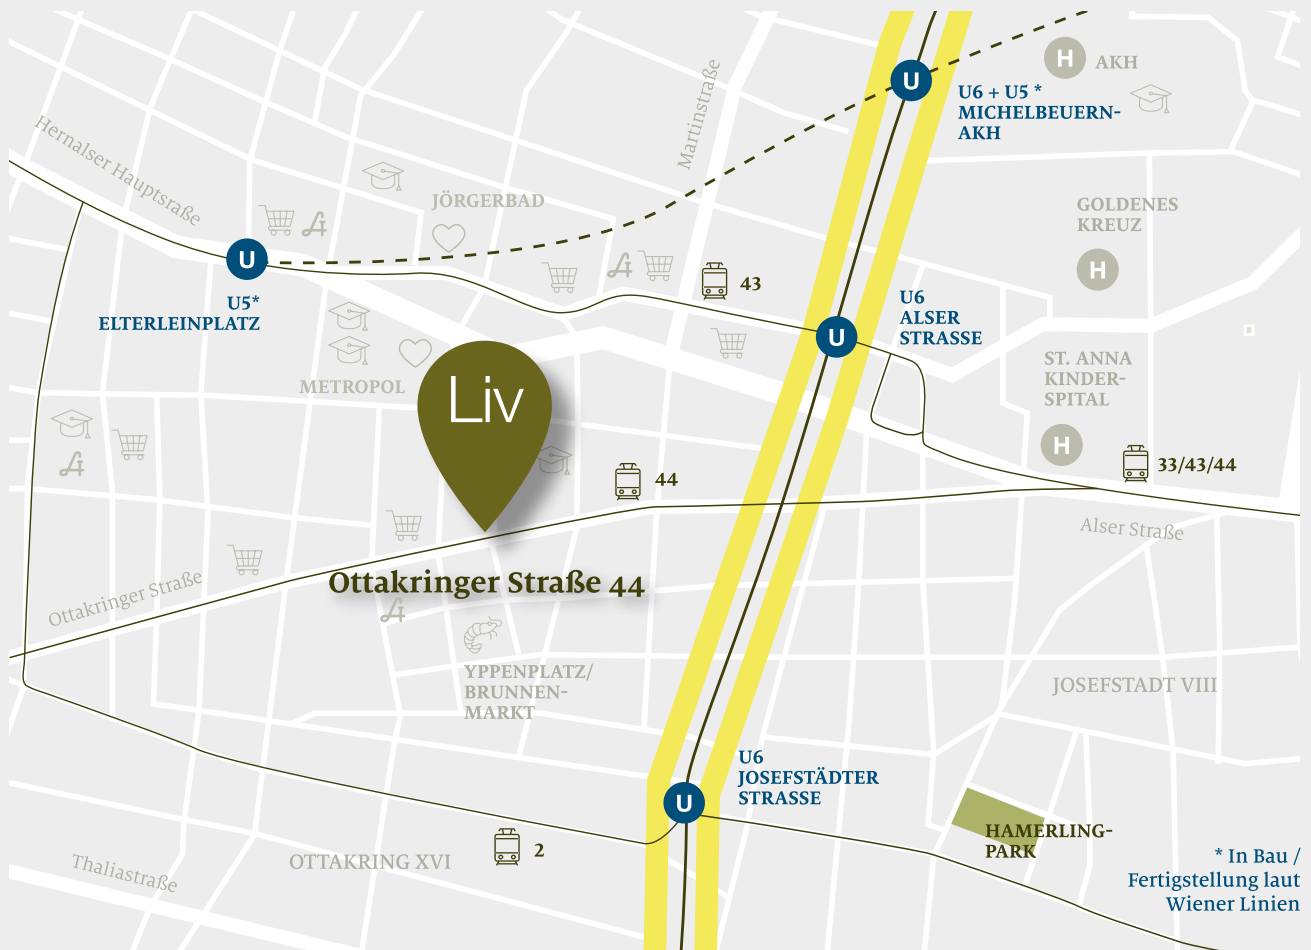 Martinstraße
H
AKH
U
U6 + U5 *
MICHELBEUERN-
AKH
Hernalser Hauptsraße
JÖRGERBAD
GOLDENES
KREUZ
H
U
U5*
ELTERLEINPLATZ
43
U6
ALSER
STRASSE
U
METROPOL
ST. ANNA
KINDER-
SPITAL
H
Liv
44
33/43/44
Alser Straße
Ottakringer Straße
Ottakringer Straße 44
YPPENPLATZ/
BRUNNEN-
MARKT
JOSEFSTADT VIII
U6
JOSEFSTÄDTER
STRASSE
U
HAMERLING-
PARK
2
OTTAKRING XVI
Thaliastraße
* In Bau /
Fertigstellung laut
Wiener Linien